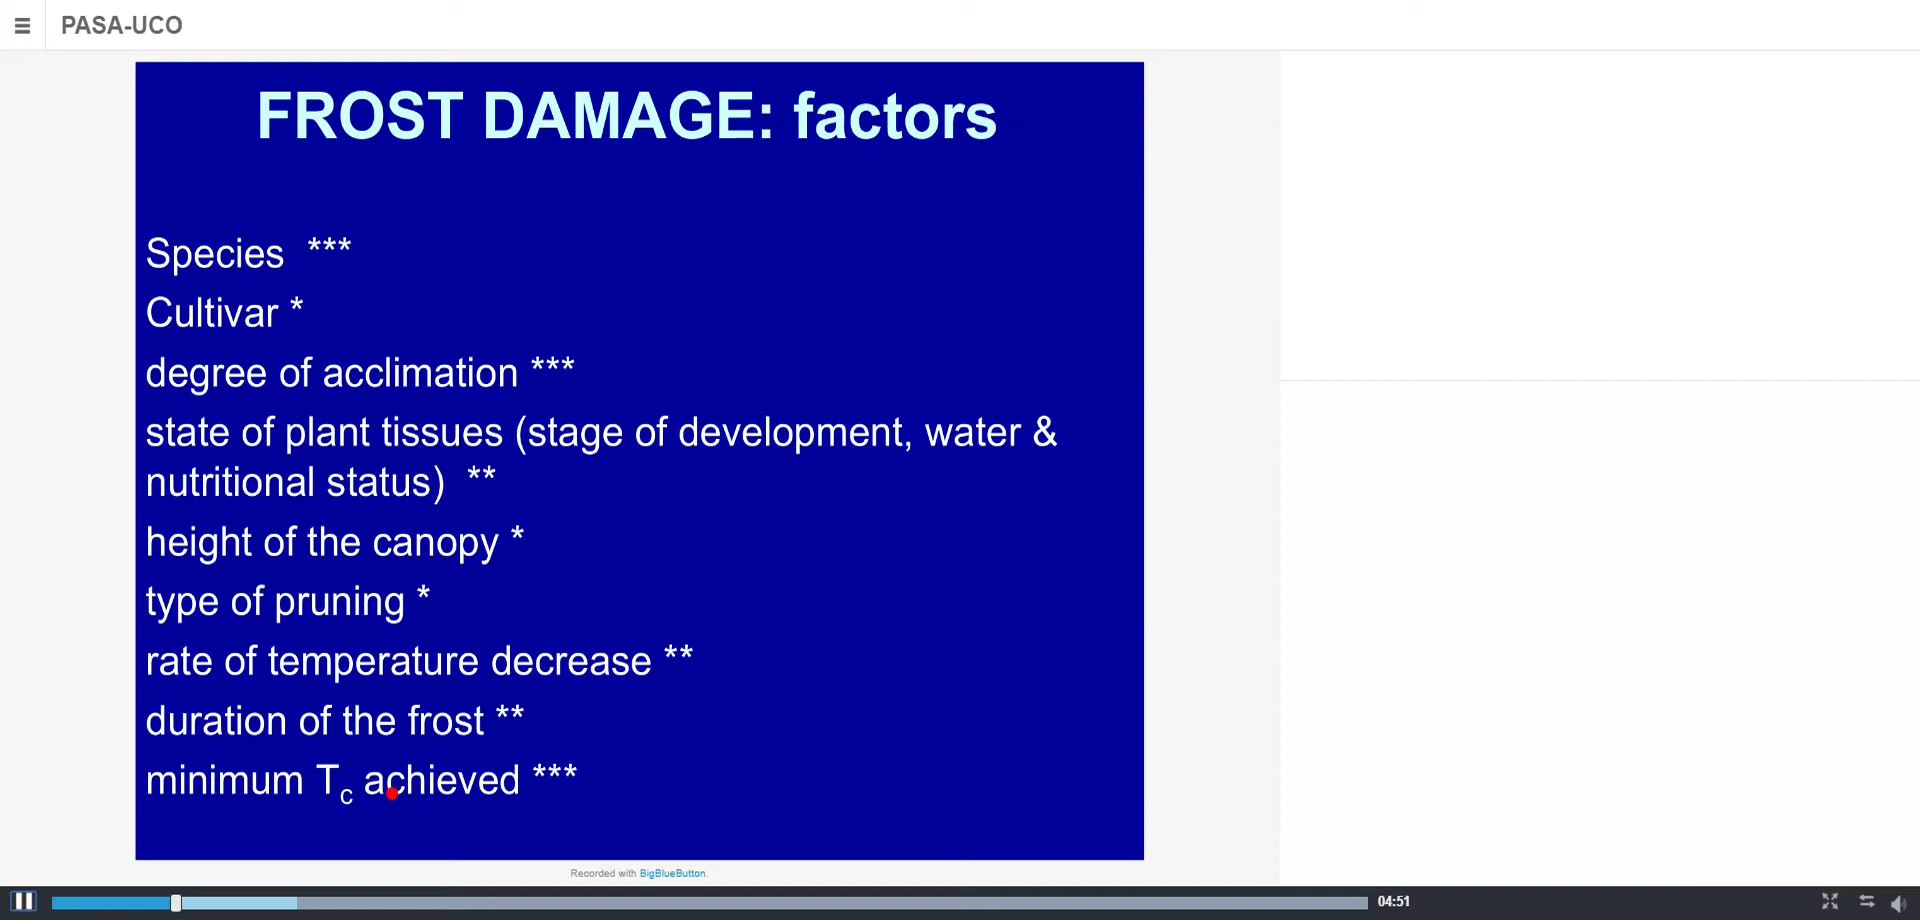 PASA-UCO
FROST DAMAGE: factors
Species ***
Cultivar *
degree of acclimation ***
state of plant tissues (stage of development, water &
nutritional status) **
height of the canopy *
type of pruning *
rate of temperature decrease **
duration of the frost **
minimum Tc achieved ***
Recorded with BigBlueButton.
04:51